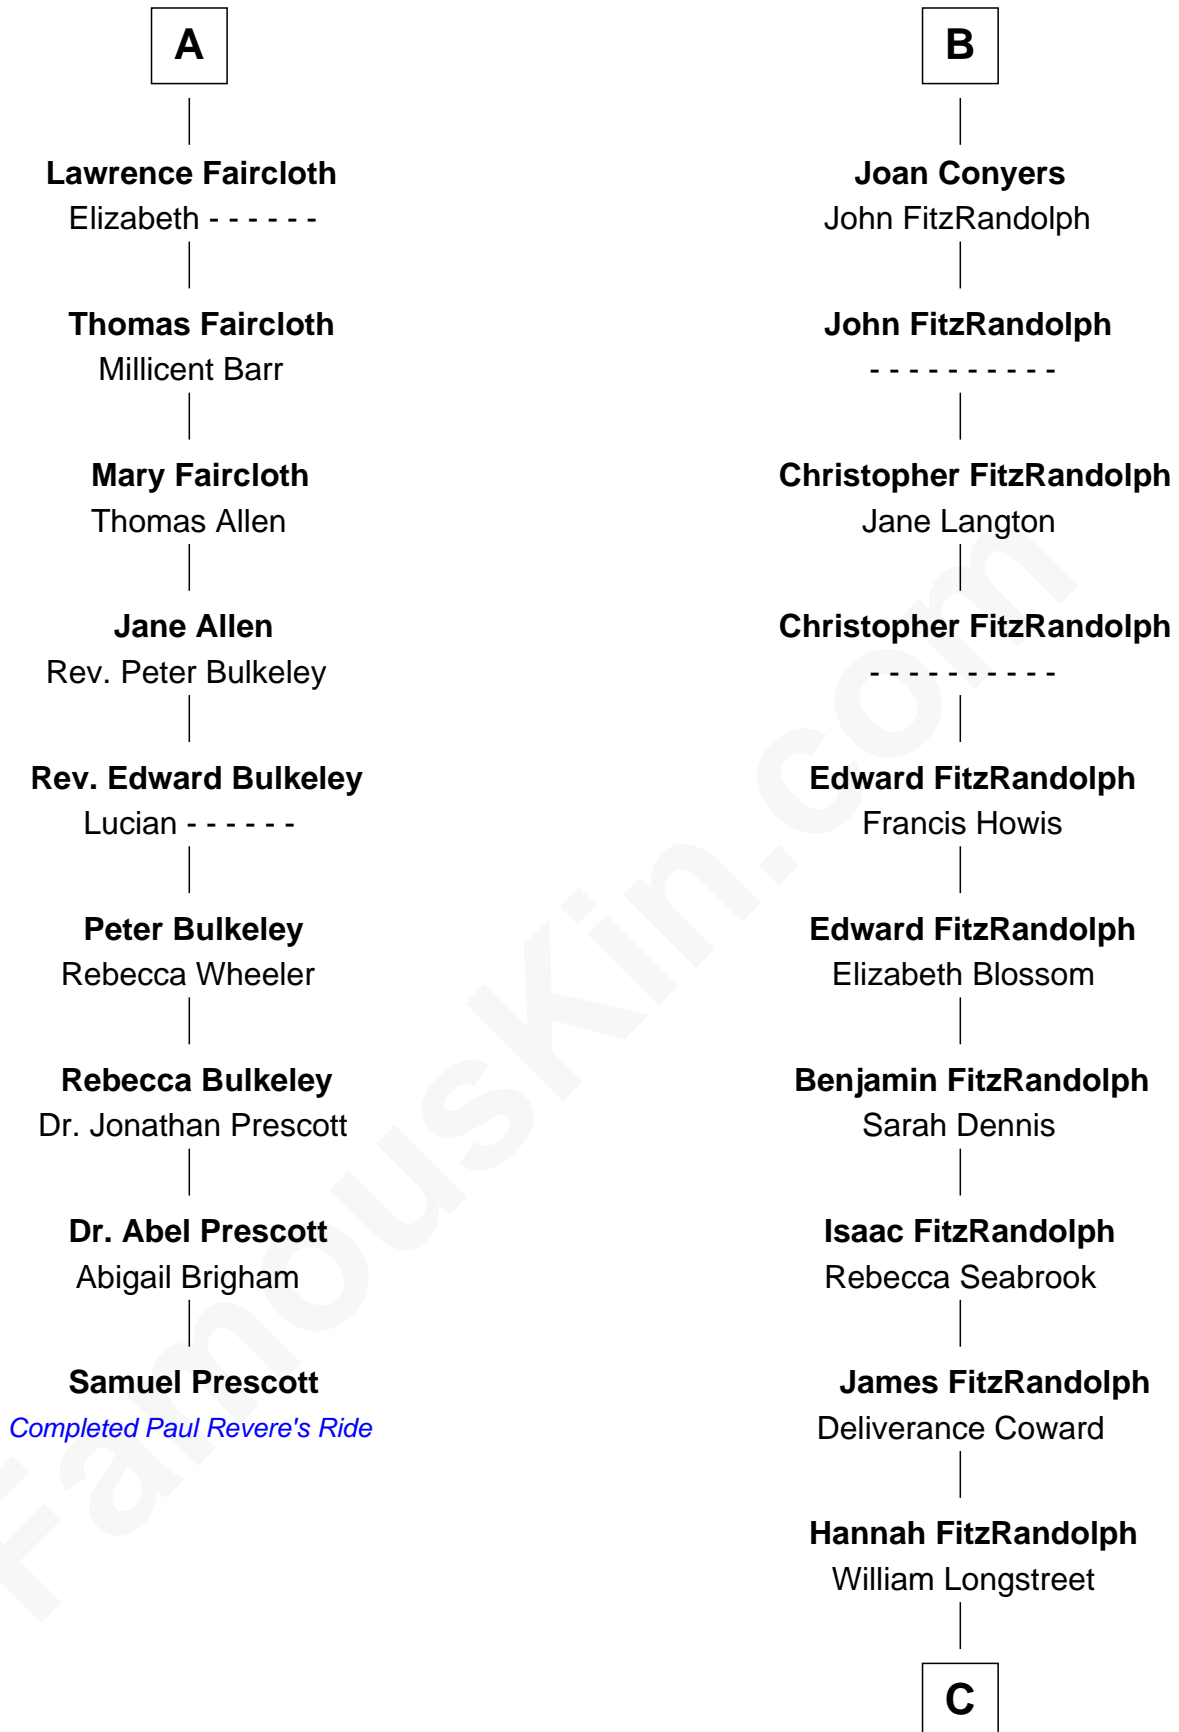 A
Lawrence Faircloth
Elizabeth - - - - - -
Thomas Faircloth
Millicent Barr
Mary Faircloth
Thomas Allen
Jane Allen
Rev. Peter Bulkeley
Rev. Edward Bulkeley
Lucian - - - - - -
Peter Bulkeley
Rebecca Wheeler
Rebecca Bulkeley
Dr. Jonathan Prescott
Dr. Abel Prescott
Abigail Brigham
Samuel Prescott
Completed Paul Revere's Ride
B
Joan Conyers
John FitzRandolph
John FitzRandolph
- - - - - - - - - -
Christopher FitzRandolph
Jane Langton
Christopher FitzRandolph
- - - - - - - - - -
Edward FitzRandolph
Francis Howis
Edward FitzRandolph
Elizabeth Blossom
Benjamin FitzRandolph
Sarah Dennis
Isaac FitzRandolph
Rebecca Seabrook
James FitzRandolph
Deliverance Coward
Hannah FitzRandolph
William Longstreet
C
FamousKin.com